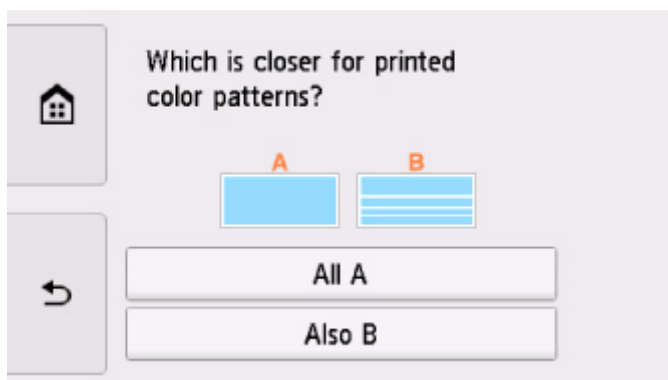 Which is closer for printed
color patterns?
A B
All A
Also B